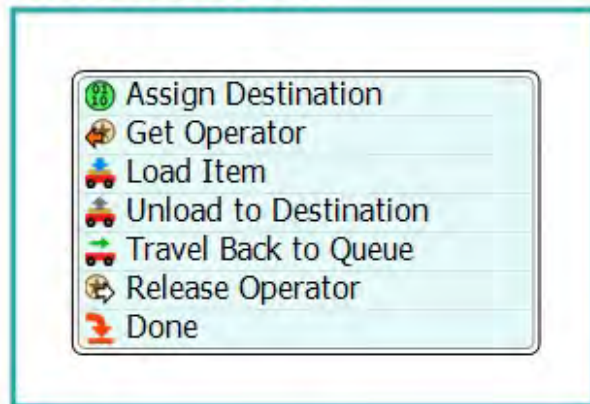 Assign Destination
Get Operator
Load Item
Unload to Destination
Travel Back to Queue
Release Operator
Done